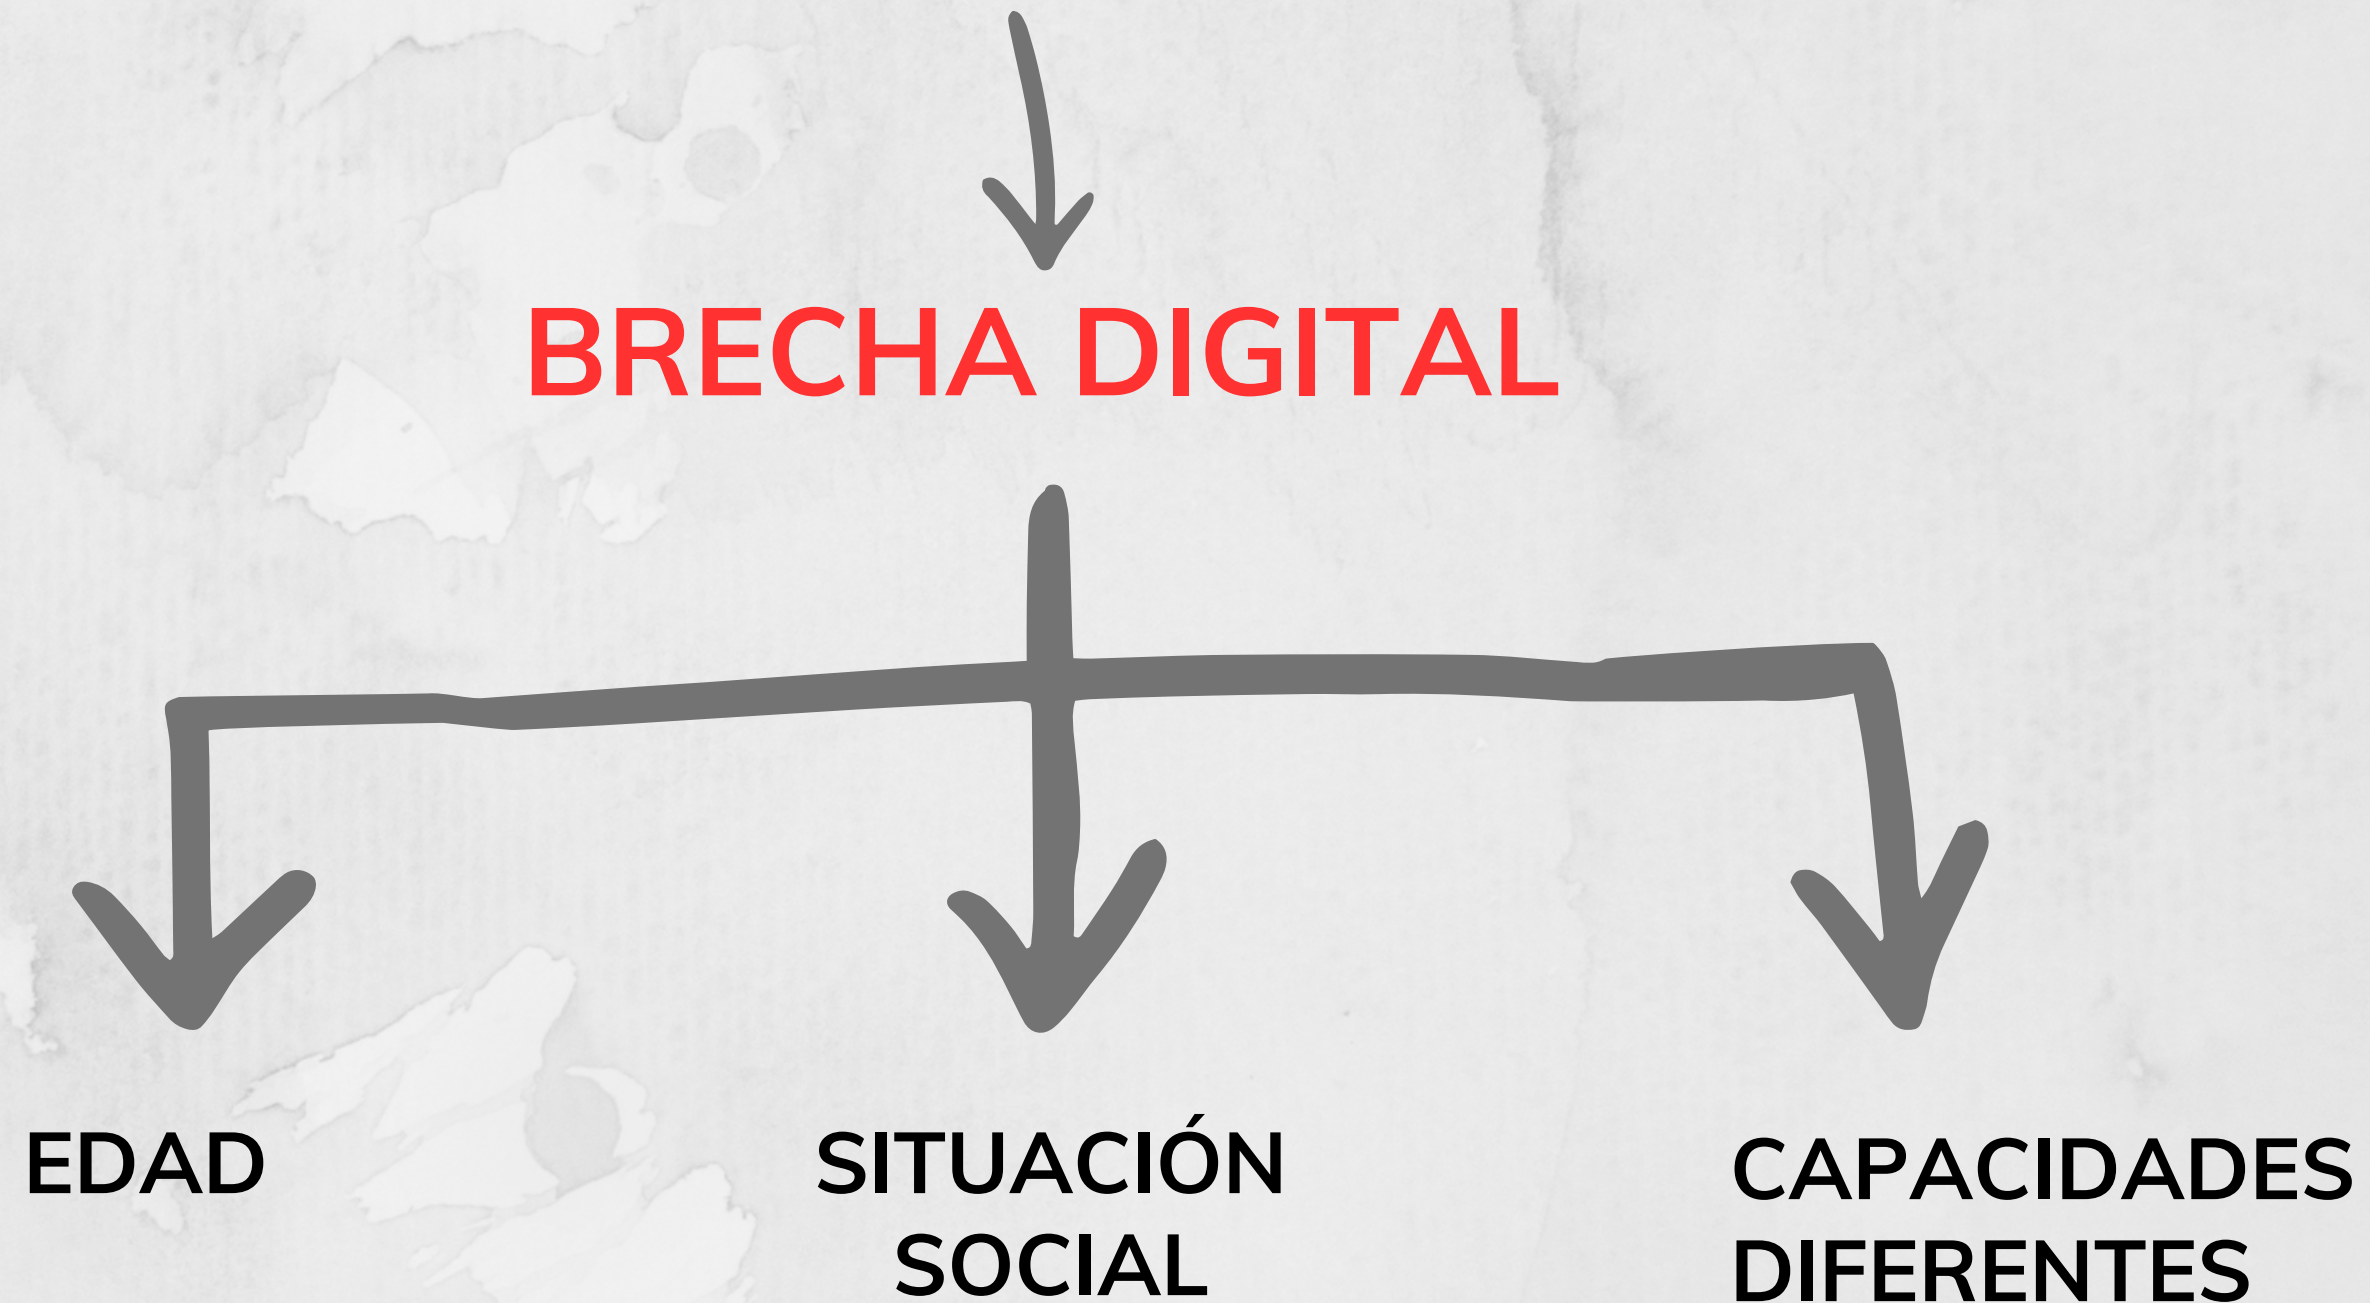 BRECHA DIGITAL
EDAD
SITUACIÓN
SOCIAL
CAPACIDADES
DIFERENTES